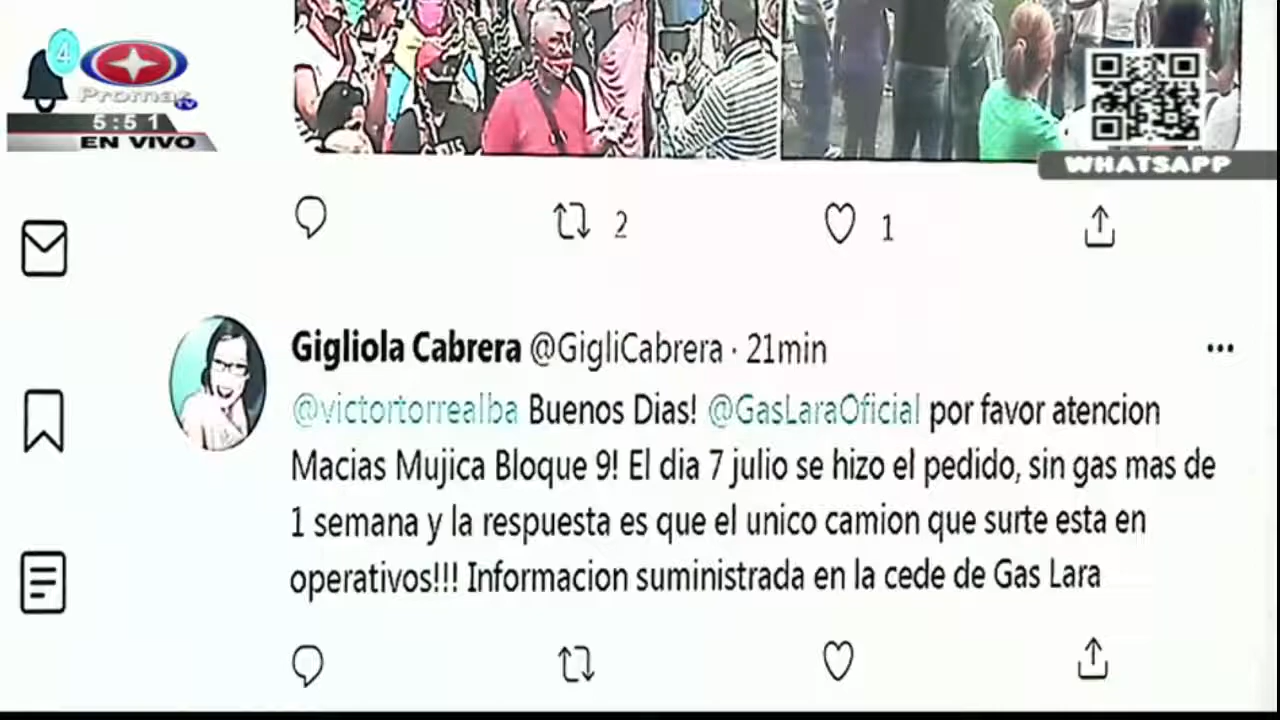 4
Promar tv
5:51
EN VIVO
WHATSAPP
2
1
Gigliola Cabrera @GigliCabrera · 21min
@victortorrealba Buenos Dias! @GasLaraOficial por favor atencion
Macias Mujica Bloque 9! El dia 7 julio se hizo el pedido, sin gas mas de
1 semana y la respuesta es que el unico camion que surte esta en
operativos!!! Informacion suministrada en la cede de Gas Lara